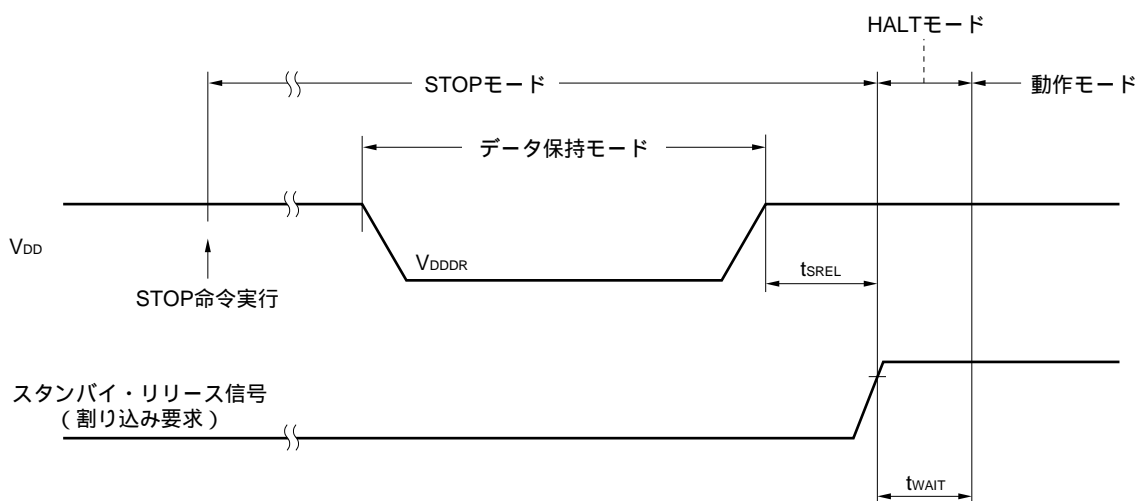 HALTモード
STOPモード
動作モード
データ保持モード
VDD
VDDDR
tSREL
STOP命令実行
スタンバイ・リリース信号
（割り込み要求）
tWAIT